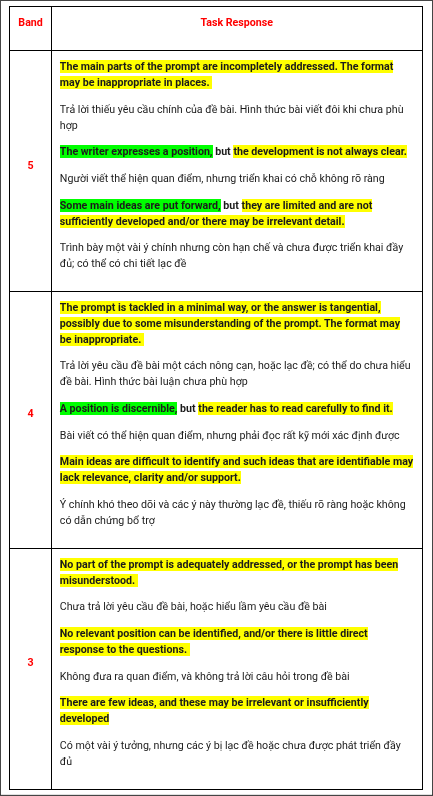 Band Task Response
The main parts of the prompt are incompletely addressed. The format
may be inappropriate in places.
Trả lời thiếu yêu cầu chính của đề bài. Hình thức bài viết đôi khi chưa phù
hợp
5
The writer expresses a position, but the development is not always clear.
Người viết thể hiện quan điểm, nhưng triển khai có chỗ không rõ ràng
Some main ideas are put forward, but they are limited and are not
sufficiently developed and/or there may be irrelevant detail.
Trình bày một vài ý chính nhưng còn hạn chế và chưa được triển khai đầy
đủ; có thể có chi tiết lạc đề
The prompt is tackled in a minimal way, or the answer is tangential,
possibly due to some misunderstanding of the prompt. The format may
be inappropriate.
Trả lời yêu cầu đề bài một cách nông cạn, hoặc lạc đề; có thể do chưa hiểu
đề bài. Hình thức bài luận chưa phù hợp
4
A position is discernible, but the reader has to read carefully to find it.
Bài viết có thể hiện quan điểm, nhưng phải đọc rất kỹ mới xác định được
Main ideas are difficult to identify and such ideas that are identifiable may
lack relevance, clarity and/or support.
Ý chính khó theo dõi và các ý này thường lạc đề, thiếu rõ ràng hoặc không
có dẫn chứng bổ trợ
No part of the prompt is adequately addressed, or the prompt has been
misunderstood.
Chưa trả lời yêu cầu đề bài, hoặc hiểu lầm yêu cầu đề bài
No relevant position can be identified, and/or there is little direct
response to the questions.
3
Không đưa ra quan điểm, và không trả lời câu hỏi trong đề bài
There are few ideas, and these may be irrelevant or insufficiently
developed
Có một vài ý tưởng, nhưng các ý bị lạc đề hoặc chưa được phát triển đầy
đủ